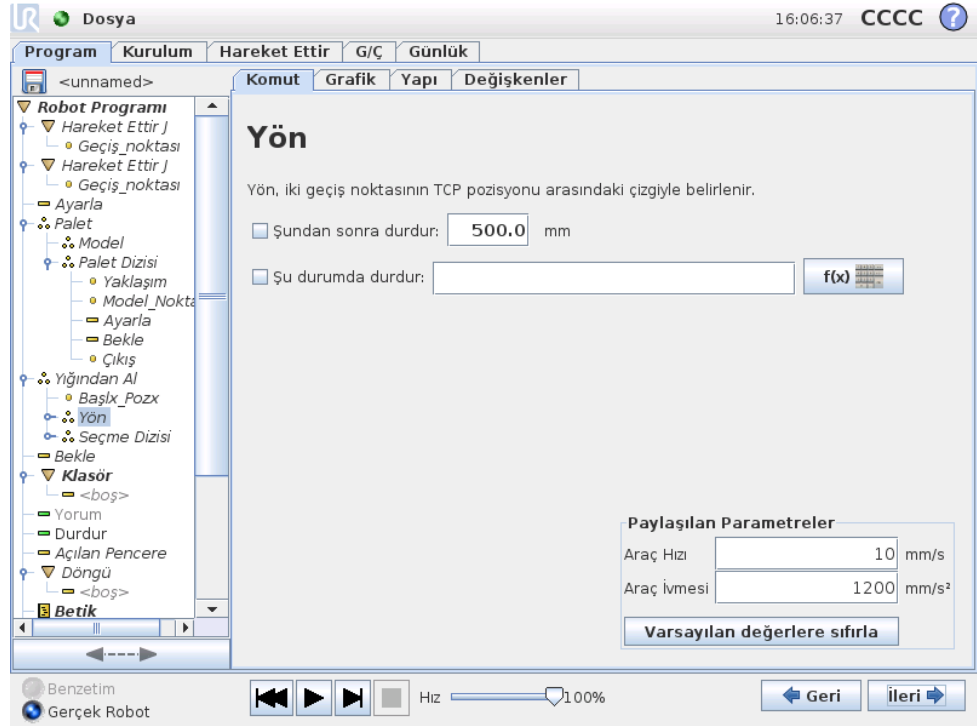 UR Dosya 16:06:37 CCCC ?
Program Kurulum Hareket Ettir G/Ç Günlük
<unnamed>
Komut Grafik Yapı Değişkenler
Robot Programı
Hareket Ettir J
Geçiş_noktası
Hareket Ettir J
Geçiş_noktası
Ayarla
Palet
Model
Palet Dizisi
Yaklaşım
Model_Nokta
Ayarla
Bekle
Çıkış
Yığından Al
Başlx_Pozx
Yön
Seçme Dizisi
Bekle
Klasör
<boş>
Yorum
Durdur
Açılan Pencere
Döngü
<boş>
Betik
Yön
Yön, iki geçiş noktasının TCP pozisyonu arasındaki çizgiyle belirlenir.
Şundan sonra durdur: 500.0 mm
Şu durumda durdur: f(x)
Paylaşılan Parametreler
Araç Hızı 10 mm/s
Araç İvmesi 1200 mm/s²
Varsayılan değerlere sıfırla
Benzetim
Gerçek Robot
Hız 100%
Geri İleri